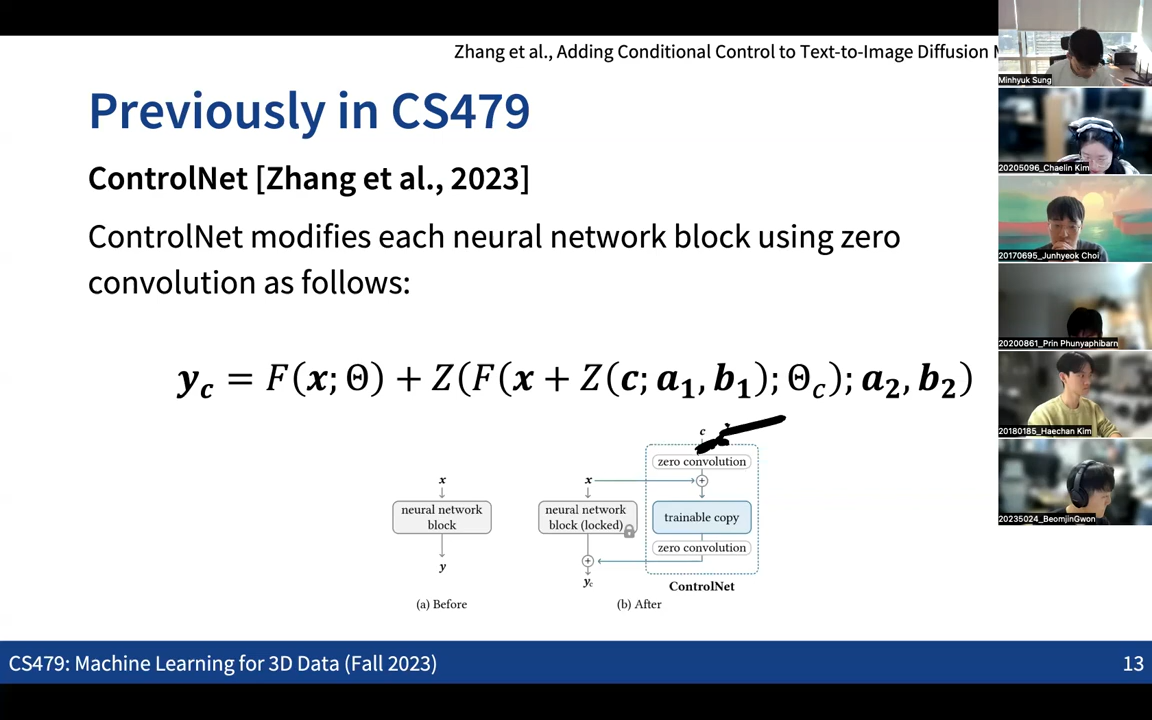 Zhang et al., Adding Conditional Control to Text-to-Image Diffusion
Previously in CS479
ControlNet [Zhang et al., 2023]
ControlNet modifies each neural network block using zero
convolution as follows:
y_c = F(x; Θ) + Z(F(x + Z(c; a_1, b_1); Θ_c); a_2, b_2)
c
zero convolution
x
x
+
neural network
block
neural network
block (locked)
trainable copy
zero convolution
+
y
y_c
ControlNet
(a) Before
(b) After
CS479: Machine Learning for 3D Data (Fall 2023)
13
Minhyuk Sung
20205096_Chaelin Kim
20170695_Junhyeok Choi
20200861_Prin Phunyaphibarn
20180185_Haechan Kim
20235024_BeomjinGwon